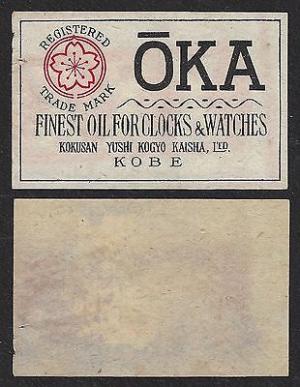 REGISTERED
TRADE MARK
ŌKA
FINEST OIL FOR CLOCKS & WATCHES
KOKUSAN YUSHI KOGYO KAISHA, LTD.
KOBE